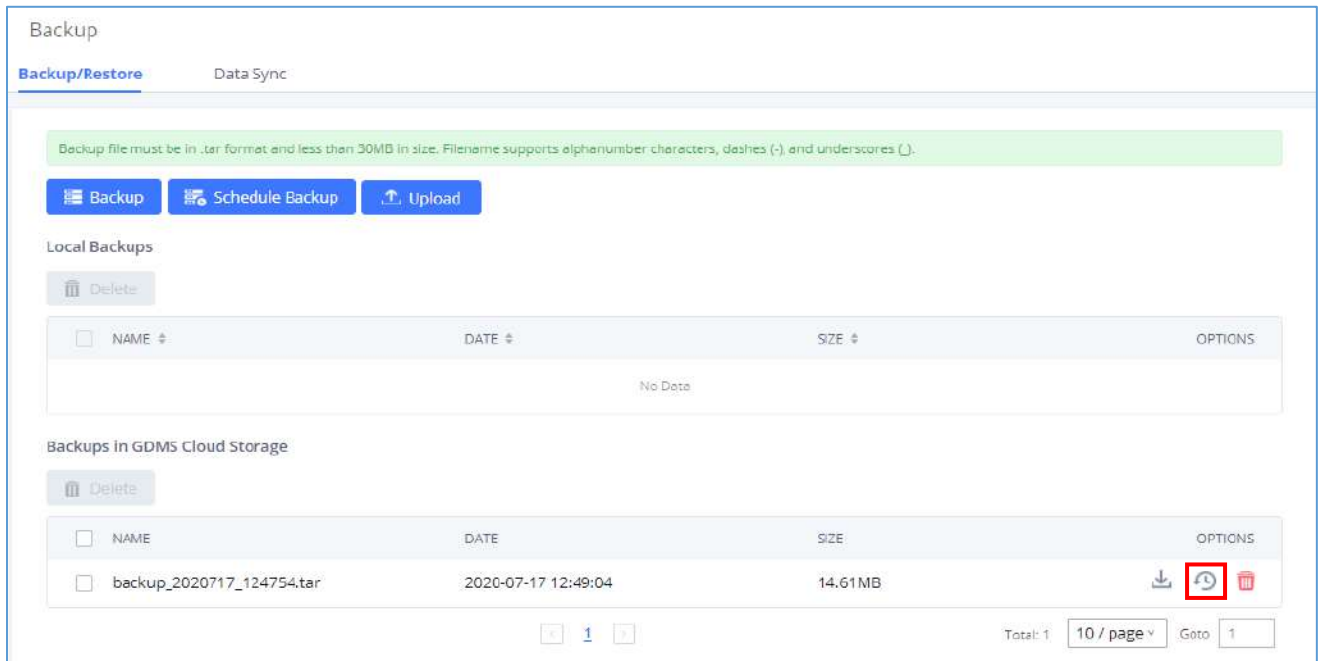 Backup
Backup/Restore Data Sync
Backup file must be in .tar format and less than 30MB in size. Filename supports alphanumber characters, dashes (-), and underscores (_).
Backup Schedule Backup Upload
Local Backups
Delete
NAME DATE SIZE OPTIONS
No Data
Backups in GDMS Cloud Storage
Delete
NAME DATE SIZE OPTIONS
backup_2020717_124754.tar 2020-07-17 12:49:04 14.61MB
1 Total: 1 10 / page Goto 1